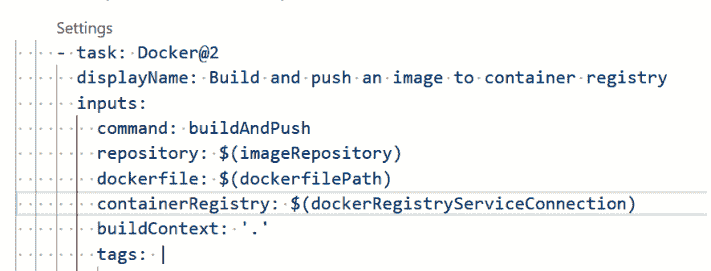 Settings
- task: Docker@2
displayName: Build and push an image to container registry
inputs:
command: buildAndPush
repository: $(imageRepository)
dockerfile: $(dockerfilePath)
containerRegistry: $(dockerRegistryServiceConnection)
buildContext: '.'
tags: |